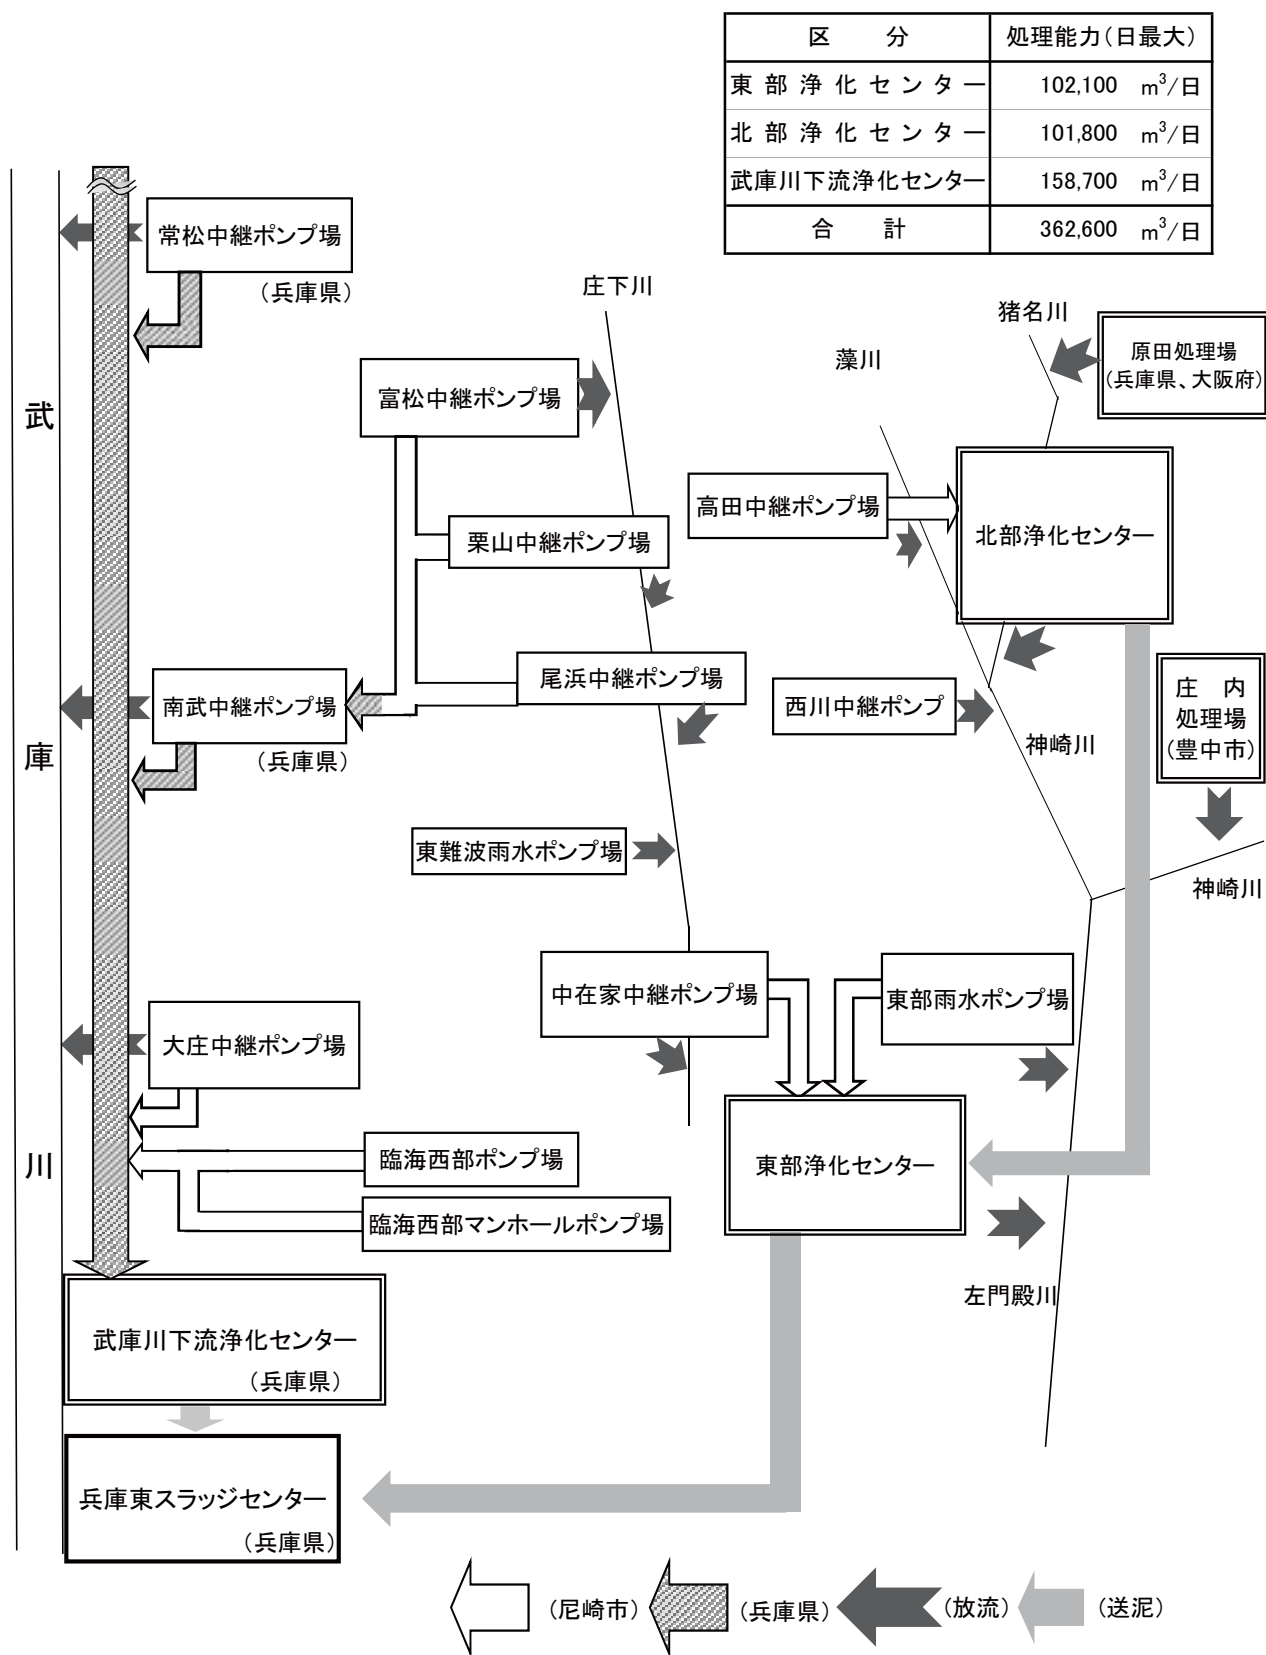 区　分 処理能力(日最大)
東部浄化センター 102,100 m³/日
北部浄化センター 101,800 m³/日
武庫川下流浄化センター 158,700 m³/日
合　計 362,600 m³/日
武庫川
常松中継ポンプ場
(兵庫県)
庄下川
猪名川
藻川
原田処理場
(兵庫県、大阪府)
富松中継ポンプ場
高田中継ポンプ場
栗山中継ポンプ場
北部浄化センター
尾浜中継ポンプ場
西川中継ポンプ
庄　内
処理場
(豊中市)
南武中継ポンプ場
(兵庫県)
神崎川
東難波雨水ポンプ場
神崎川
中在家中継ポンプ場
東部雨水ポンプ場
大庄中継ポンプ場
臨海西部ポンプ場
東部浄化センター
臨海西部マンホールポンプ場
左門殿川
武庫川下流浄化センター
(兵庫県)
兵庫東スラッジセンター
(兵庫県)
(尼崎市) (兵庫県) (放流) (送泥)